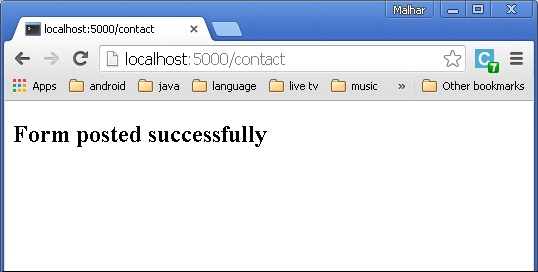 Malhar
localhost:5000/contact
localhost:5000/contact
C 7
Apps android java language live tv music » Other bookmarks
Form posted successfully